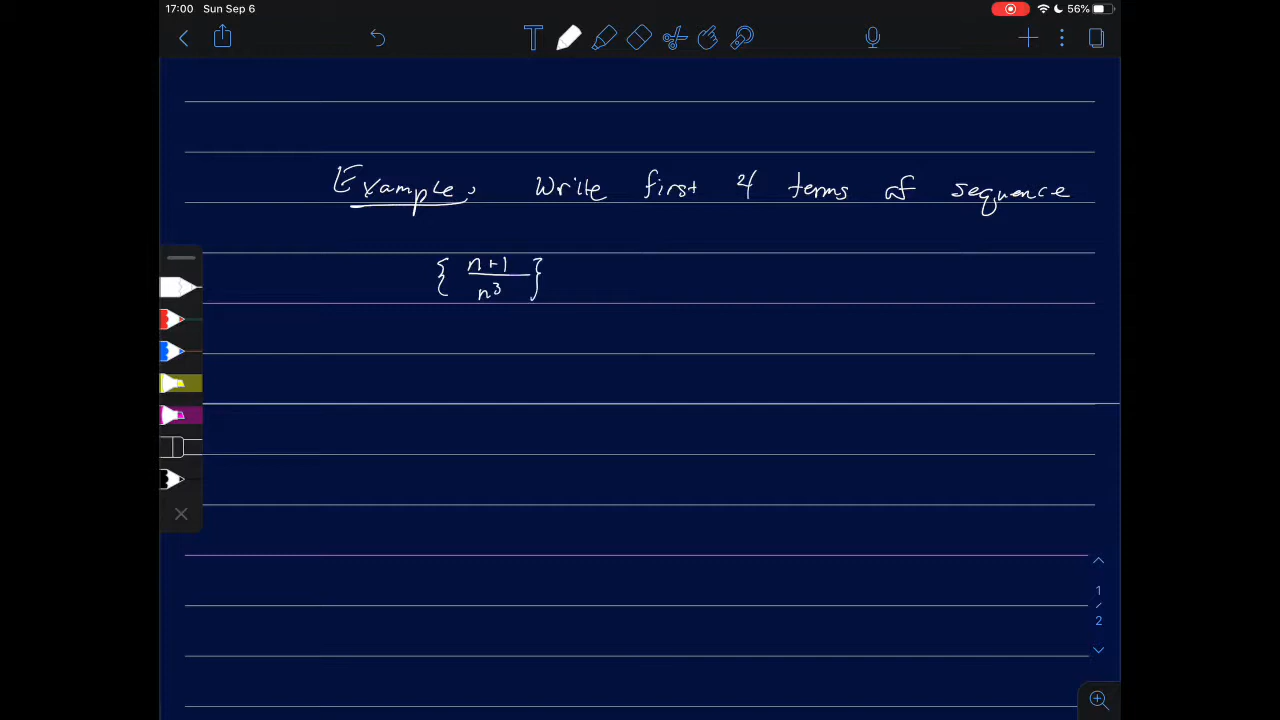 17:00 Sun Sep 6 56%
T
Example: Write first 4 terms of sequence
{ n+1 / n³ }
1
/
2